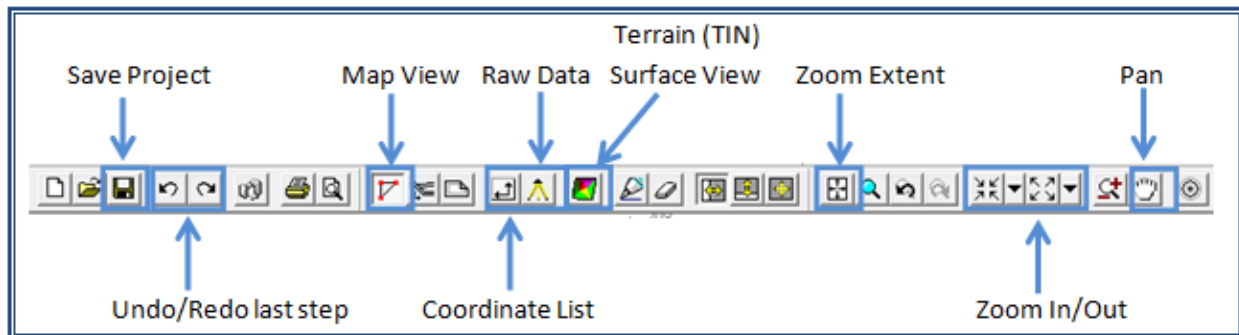 Terrain (TIN)
Save Project Map View Raw Data Surface View Zoom Extent Pan
Undo/Redo last step Coordinate List Zoom In/Out